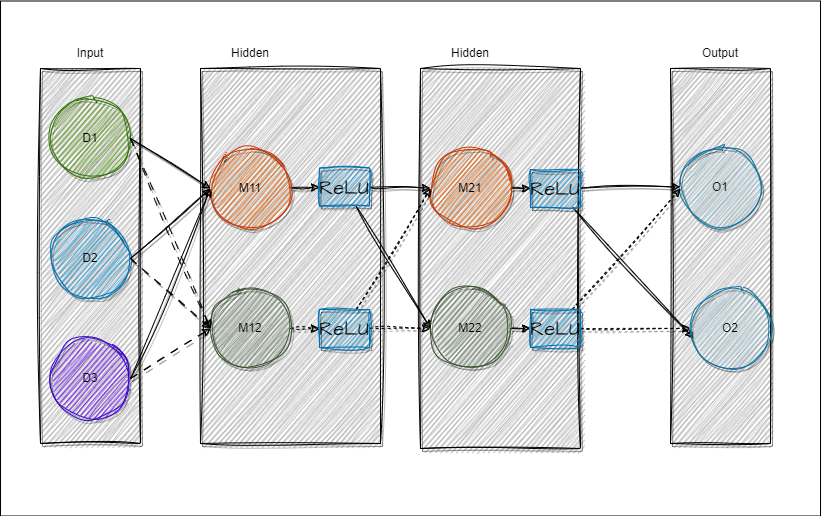 Input
Hidden
Hidden
Output
D1
D2
D3
M11
ReLu
M12
ReLu
M21
ReLu
M22
ReLu
O1
O2